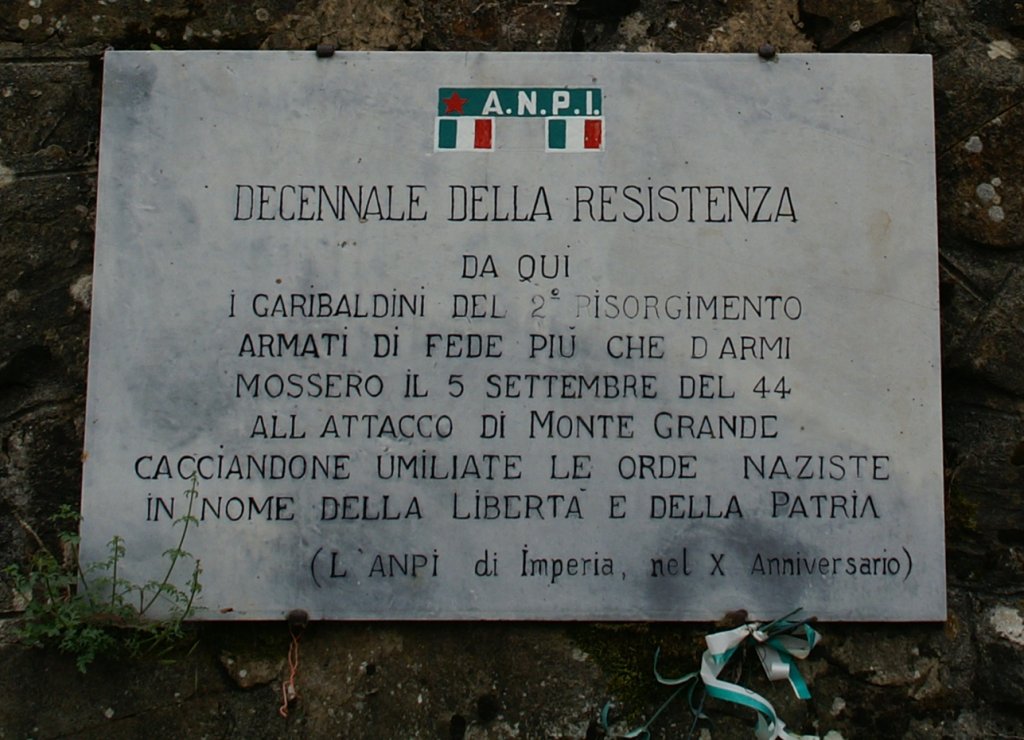 A.N.P.I.
DECENNALE DELLA RESISTENZA
DA QUI
I GARIBALDINI DEL 2º RISORGIMENTO
ARMATI DI FEDE PIÙ CHE D ARMI
MOSSERO IL 5 SETTEMBRE DEL 44
ALL ATTACCO DI MONTE GRANDE
CACCIANDONE UMILIATE LE ORDE NAZISTE
IN NOME DELLA LIBERTÀ E DELLA PATRIA
(L'ANPI di Imperia, nel X Anniversario)